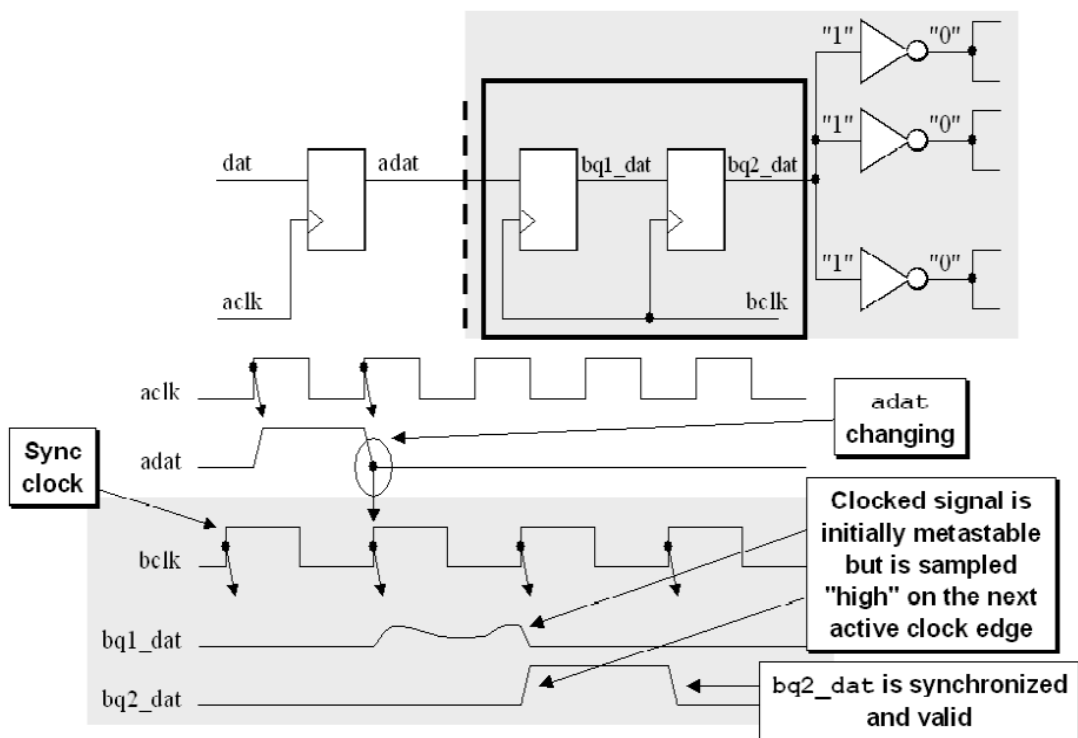 "1"
"0"
"1"
"0"
dat
adat
bq1_dat
bq2_dat
"1"
"0"
aclk
bclk
aclk
adat
changing
Sync
clock
adat
Clocked signal is
initially metastable
but is sampled
"high" on the next
active clock edge
bclk
bq1_dat
bq2_dat
bq2_dat is synchronized
and valid